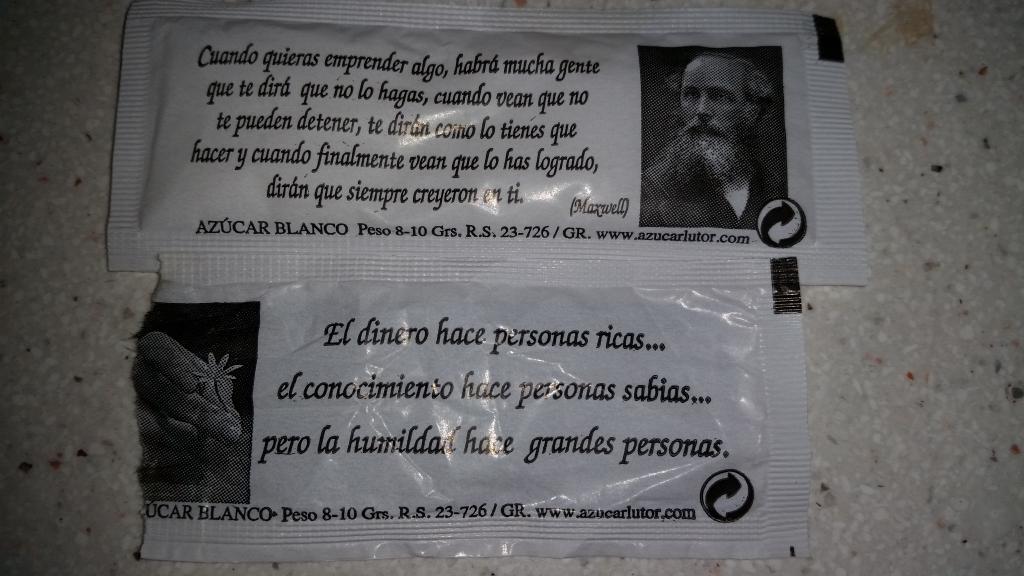 Cuando quieras emprender algo, habrá mucha gente
que te dirá que no lo hagas, cuando vean que no
te pueden detener, te dirán como lo tienes que
hacer y cuando finalmente vean que lo has logrado,
dirán que siempre creyeron en ti.
(Maxwell)
AZÚCAR BLANCO Peso 8-10 Grs. R.S. 23-726 / GR. www.azucarlutor.com
El dinero hace personas ricas...
el conocimiento hace personas sabias...
pero la humildad hace grandes personas.
ÚCAR BLANCO Peso 8-10 Grs. R.S. 23-726 / GR. www.azucarlutor.com